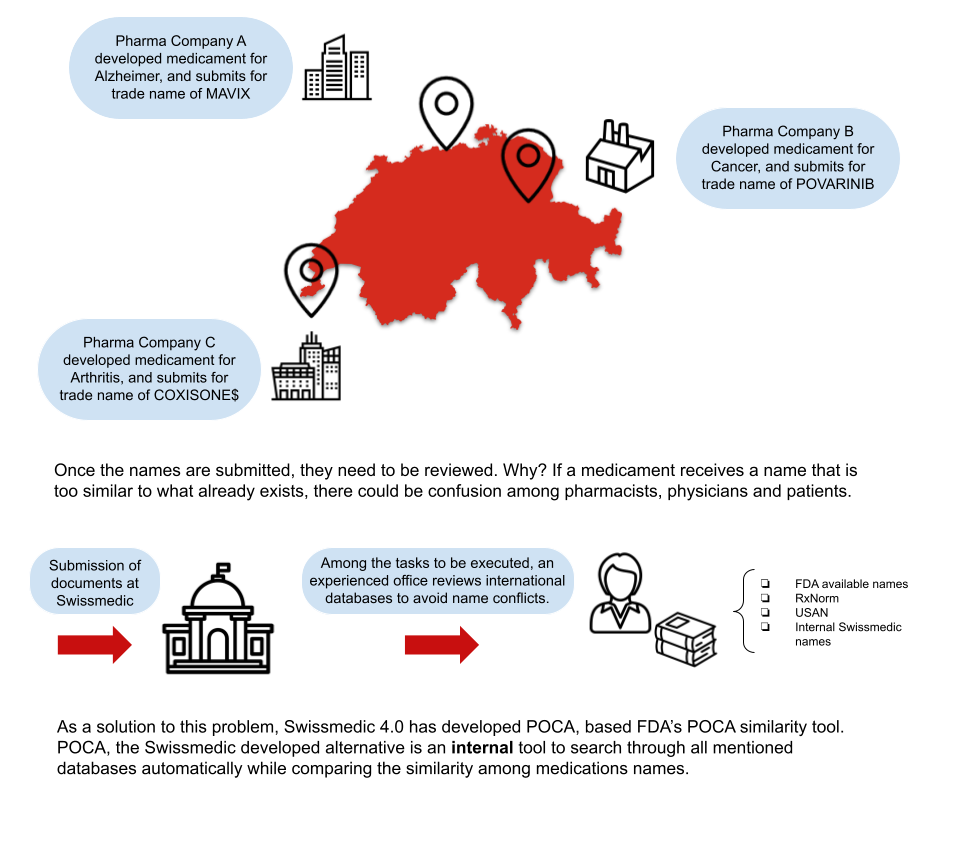 Pharma Company A
developed medicament for
Alzheimer, and submits for
trade name of MAVIX
Pharma Company B
developed medicament for
Cancer, and submits for
trade name of POVARINIB
Pharma Company C
developed medicament for
Arthritis, and submits for
trade name of COXISONE$
Once the names are submitted, they need to be reviewed. Why? If a medicament receives a name that is
too similar to what already exists, there could be confusion among pharmacists, physicians and patients.
Submission of
documents at
Swissmedic
Among the tasks to be executed, an
experienced office reviews international
databases to avoid name conflicts.
❏ FDA available names
❏ RxNorm
❏ USAN
❏ Internal Swissmedic
names
As a solution to this problem, Swissmedic 4.0 has developed POCA, based FDA's POCA similarity tool.
POCA, the Swissmedic developed alternative is an internal tool to search through all mentioned
databases automatically while comparing the similarity among medications names.